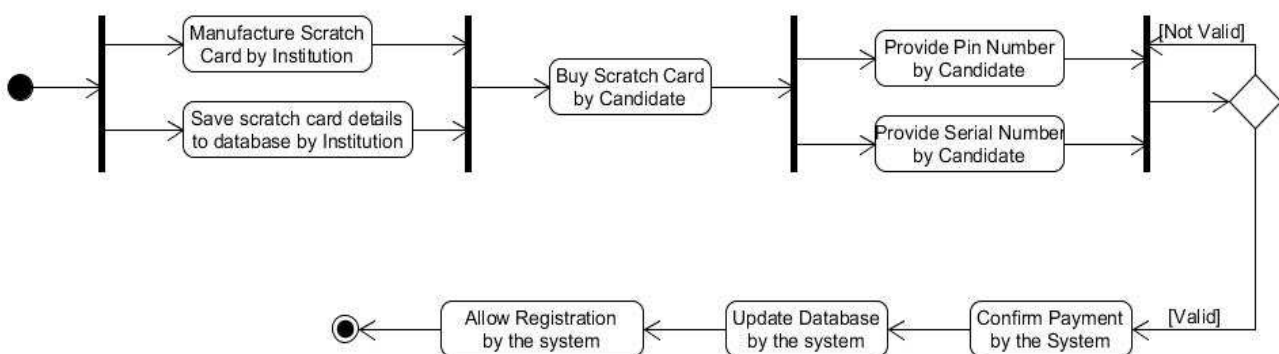 Manufacture Scratch
Card by Institution
Save scratch card details
to database by Institution
Buy Scratch Card
by Candidate
Provide Pin Number
by Candidate
Provide Serial Number
by Candidate
[Not Valid]
[Valid]
Confirm Payment
by the System
Update Database
by the system
Allow Registration
by the system